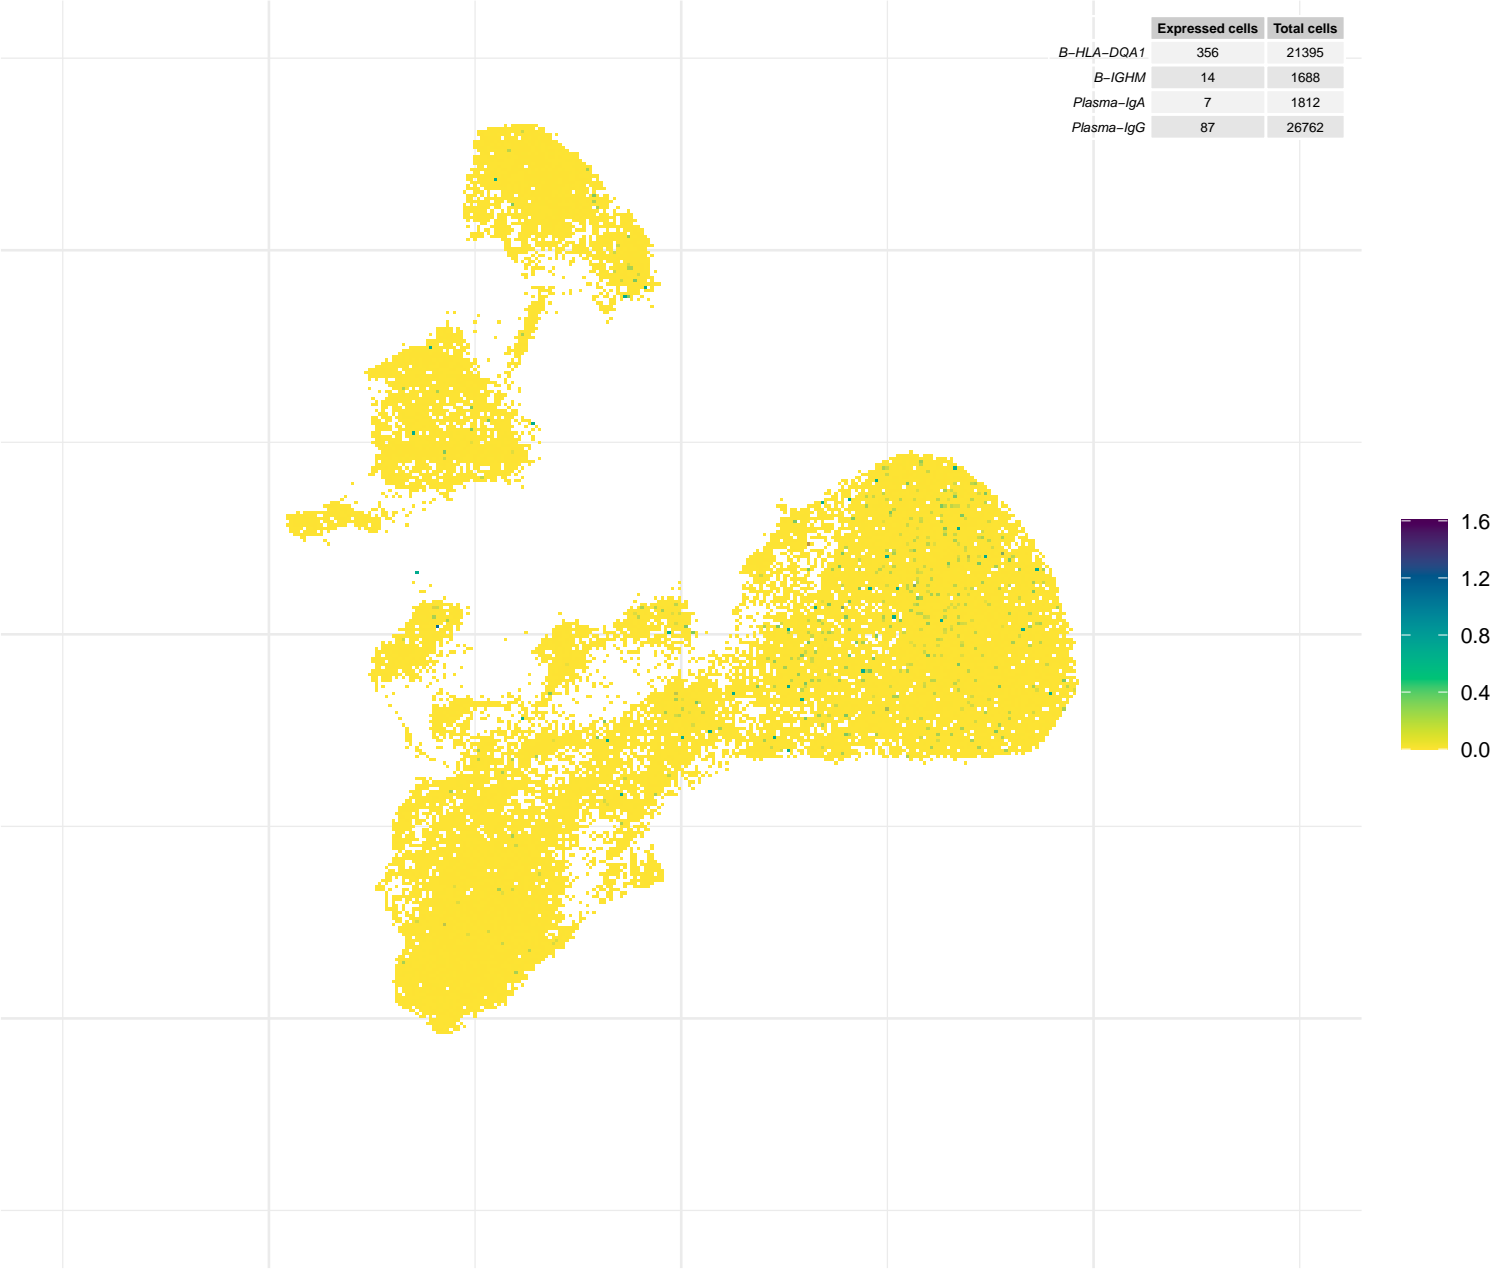 Expressed cells Total cells
B−HLA−DQA1 356 21395
B−IGHM 14 1688
Plasma−IgA 7 1812
Plasma−IgG 87 26762
1.6
1.2
0.8
0.4
0.0